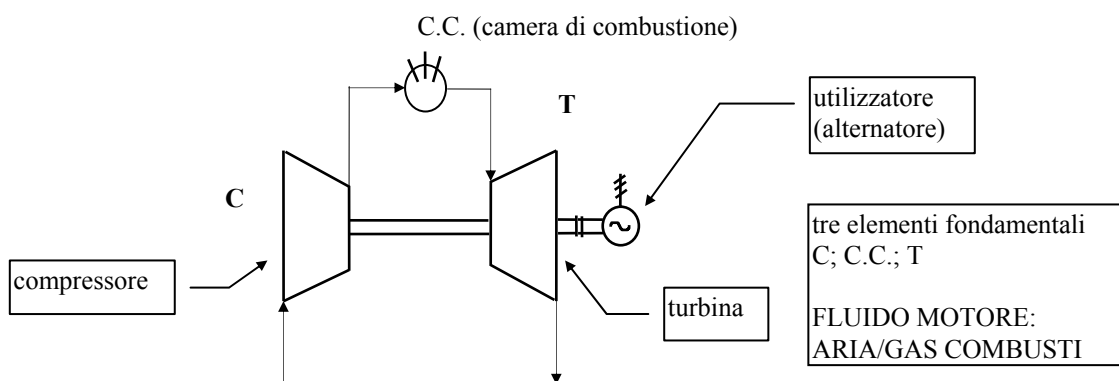 C.C. (camera di combustione)
T
utilizzatore
(alternatore)
C
tre elementi fondamentali
C; C.C.; T
compressore
turbina
FLUIDO MOTORE:
ARIA/GAS COMBUSTI